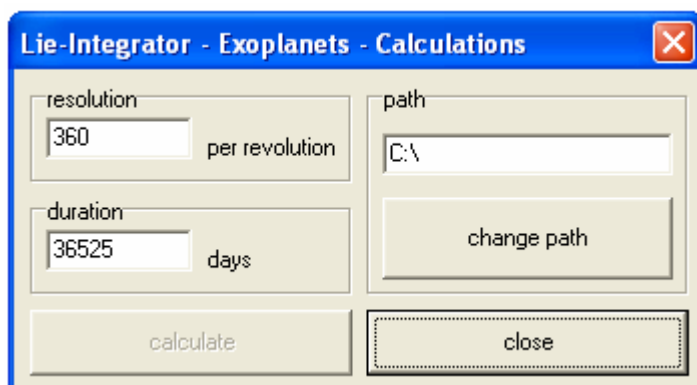 Lie-Integrator - Exoplanets - Calculations
resolution
360 per revolution
duration
36525 days
path
C:\
change path
calculate
close